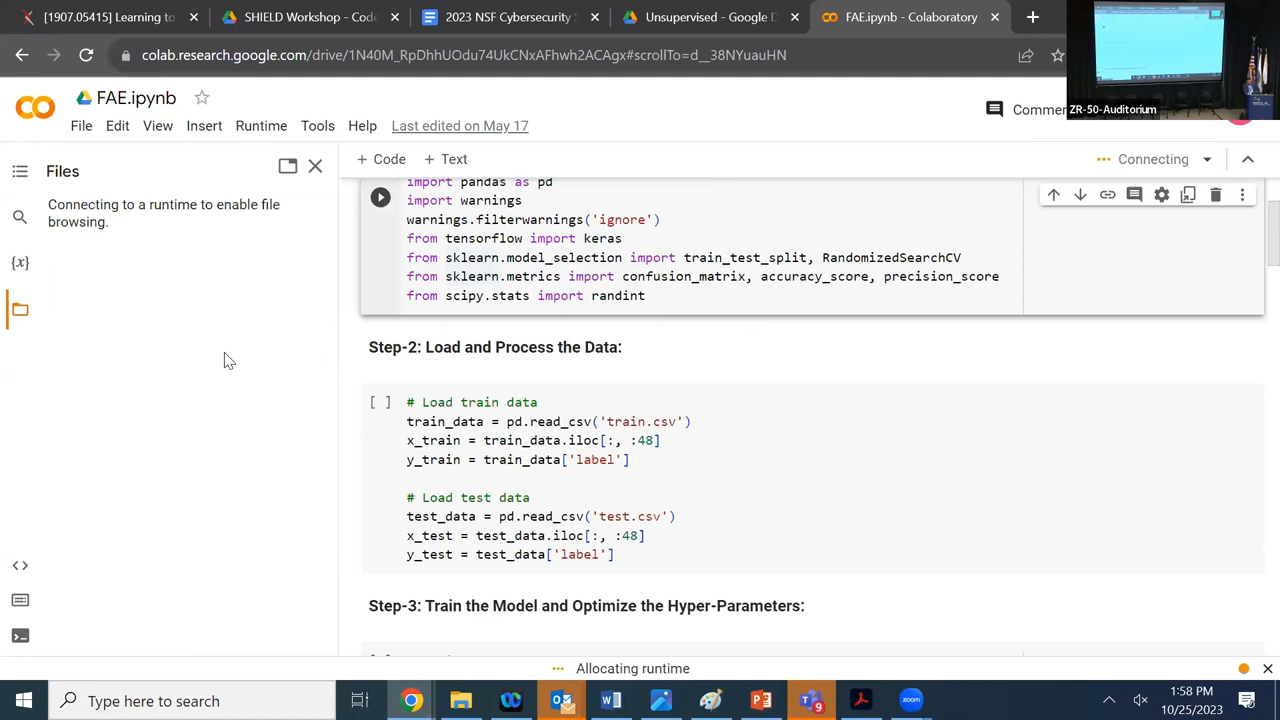 [1907.05415] Learning to
SHIELD Workshop - Cod
Unsupervised - Google D
FAE.ipynb - Colaboratory
colab.research.google.com/drive/1N40M_RpDhhUOdu74UkCNxAFhwh2ACAgx#scrollTo=d__38NYuauHN
FAE.ipynb
File Edit View Insert Runtime Tools Help Last edited on May 17
ZR-50-Auditorium
Files
Connecting to a runtime to enable file
browsing.
+ Code + Text
Connecting
import pandas as pd
import warnings
warnings.filterwarnings('ignore')
from tensorflow import keras
from sklearn.model_selection import train_test_split, RandomizedSearchCV
from sklearn.metrics import confusion_matrix, accuracy_score, precision_score
from scipy.stats import randint
Step-2: Load and Process the Data:
[ ] # Load train data
train_data = pd.read_csv('train.csv')
x_train = train_data.iloc[:, :48]
y_train = train_data['label']
# Load test data
test_data = pd.read_csv('test.csv')
x_test = test_data.iloc[:, :48]
y_test = test_data['label']
Step-3: Train the Model and Optimize the Hyper-Parameters:
Allocating runtime
Type here to search
9
1:58 PM
10/25/2023